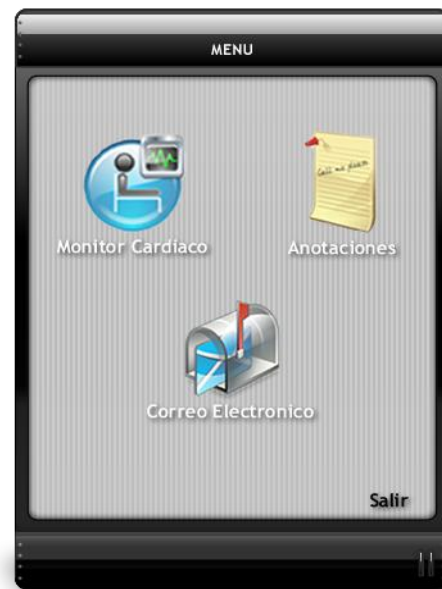 MENU
Monitor Cardiaco
Anotaciones
Correo Electronico
Salir